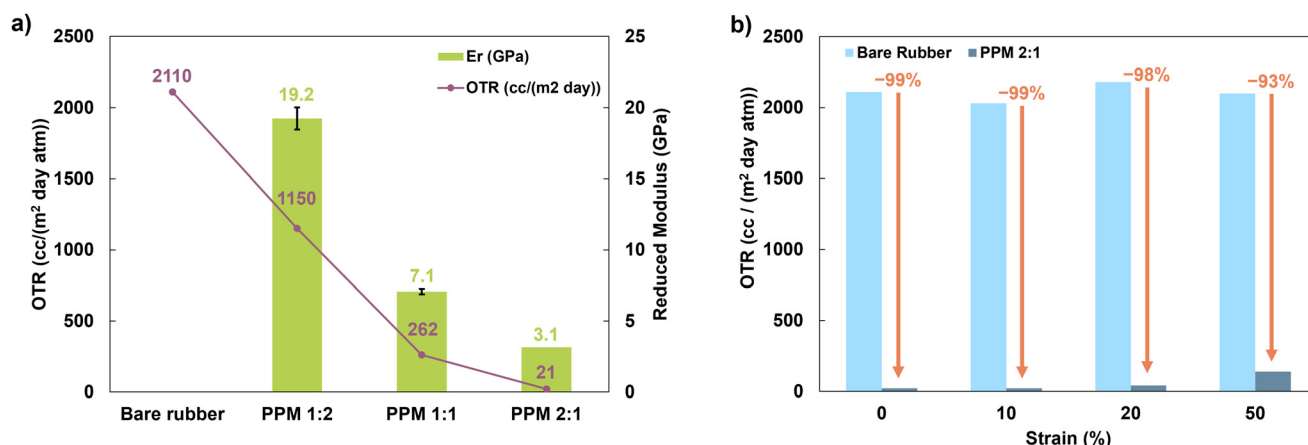 a)
2500
2000
1500
1000
500
0
OTR (cc/(m² day atm))
2110
1150
262
21
19.2
7.1
3.1
Er (GPa)
OTR (cc/(m2 day))
25
20
15
10
5
0
Reduced Modulus (GPa)
Bare rubber PPM 1:2 PPM 1:1 PPM 2:1
b)
2500
2000
1500
1000
500
0
OTR (cc / (m² day atm))
Bare Rubber PPM 2:1
−99% −99% −98% −93%
0 10 20 50
Strain (%)